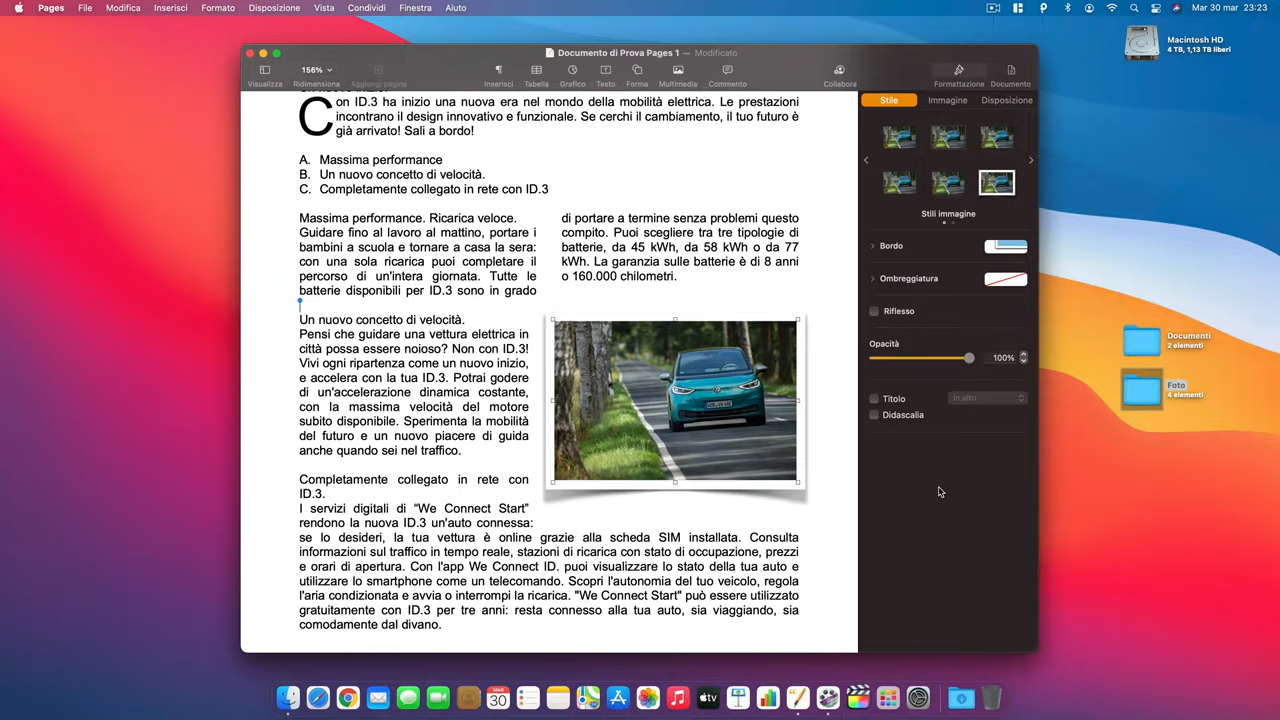 Pages File Modifica Inserisci Formato Disposizione Vista Condividi Finestra Aiuto Mar 30 mar 23:23
Macintosh HD
4 TB, 1,13 TB liberi
Documento di Prova Pages 1 — Modificato
156%
Visualizza Ridimensiona Aggiungi pagina Inserisci Tabella Grafico Testo Forma Multimedia Commento Collabora Formattazione Documento
Stile Immagine Disposizione
Con ID.3 ha inizio una nuova era nel mondo della mobilità elettrica. Le prestazioni
incontrano il design innovativo e funzionale. Se cerchi il cambiamento, il tuo futuro è
già arrivato! Sali a bordo!
A. Massima performance
B. Un nuovo concetto di velocità.
C. Completamente collegato in rete con ID.3
Massima performance. Ricarica veloce.
Guidare fino al lavoro al mattino, portare i
bambini a scuola e tornare a casa la sera:
con una sola ricarica puoi completare il
percorso di un'intera giornata. Tutte le
batterie disponibili per ID.3 sono in grado
di portare a termine senza problemi questo
compito. Puoi scegliere tra tre tipologie di
batterie, da 45 kWh, da 58 kWh o da 77
kWh. La garanzia sulle batterie è di 8 anni
o 160.000 chilometri.
Un nuovo concetto di velocità.
Pensi che guidare una vettura elettrica in
città possa essere noioso? Non con ID.3!
Vivi ogni ripartenza come un nuovo inizio,
e accelera con la tua ID.3. Potrai godere
di un'accelerazione dinamica costante,
con la massima velocità del motore
subito disponibile. Sperimenta la mobilità
del futuro e un nuovo piacere di guida
anche quando sei nel traffico.
Completamente collegato in rete con
ID.3.
I servizi digitali di “We Connect Start”
rendono la nuova ID.3 un'auto connessa:
se lo desideri, la tua vettura è online grazie alla scheda SIM installata. Consulta
informazioni sul traffico in tempo reale, stazioni di ricarica con stato di occupazione, prezzi
e orari di apertura. Con l'app We Connect ID. puoi visualizzare lo stato della tua auto e
utilizzare lo smartphone come un telecomando. Scopri l'autonomia del tuo veicolo, regola
l'aria condizionata e avvia o interrompi la ricarica. "We Connect Start" può essere utilizzato
gratuitamente con ID.3 per tre anni: resta connesso alla tua auto, sia viaggiando, sia
comodamente dal divano.
Stili immagine
Bordo
Ombreggiatura
Riflesso
Opacità
100%
Titolo In alto
Didascalia
Documenti
2 elementi
Foto
4 elementi
MAR
30
tv